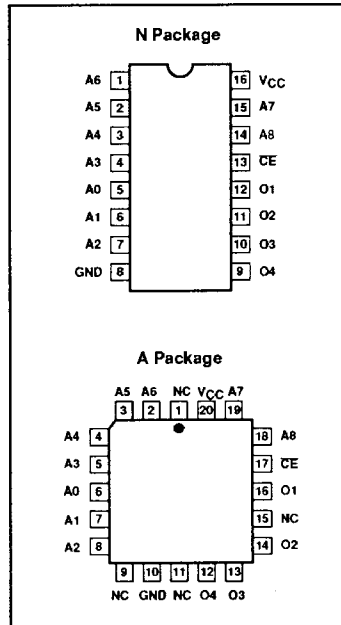 N Package
A6 1 16 VCC
A5 2 15 A7
A4 3 14 A8
A3 4 13 C̅E̅
A0 5 12 O1
A1 6 11 O2
A2 7 10 O3
GND 8 9 O4
A Package
A5 A6 NC VCC A7
3 2 1 20 19
A4 4 18 A8
A3 5 17 C̅E̅
A0 6 16 O1
A1 7 15 NC
A2 8 14 O2
9 10 11 12 13
NC GND NC O4 O3